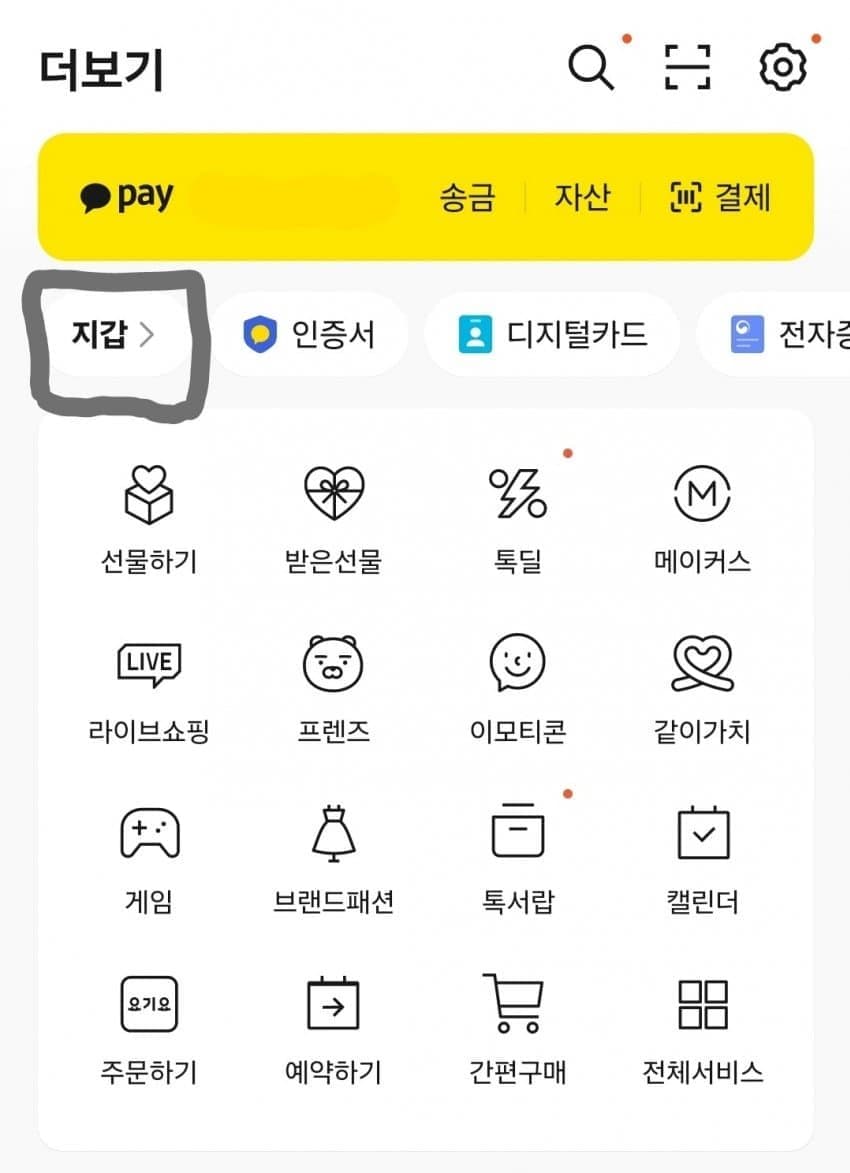 더보기
pay 송금 자산 결제
지갑 인증서 디지털카드 전자증
선물하기 받은선물 톡딜 메이커스
M
LIVE
라이브쇼핑 프렌즈 이모티콘 같이가치
게임 브랜드패션 톡서랍 캘린더
요기요
주문하기 예약하기 간편구매 전체서비스